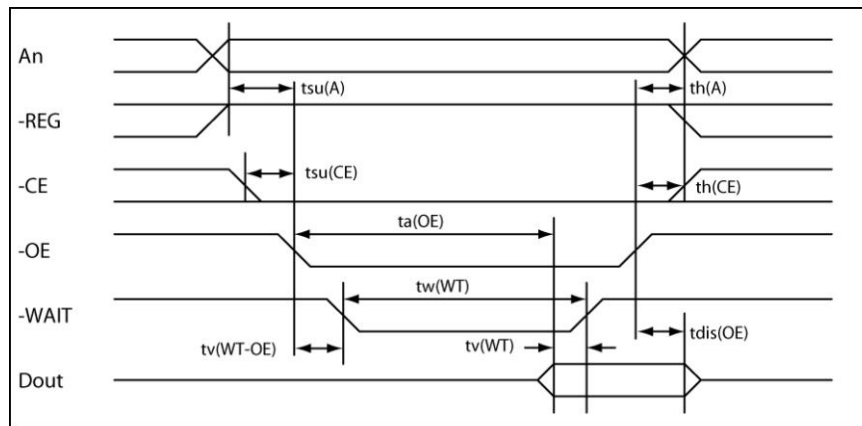 An
tsu(A)
th(A)
-REG
-CE
tsu(CE)
th(CE)
ta(OE)
-OE
tw(WT)
-WAIT
tv(WT-OE)
tv(WT)
tdis(OE)
Dout